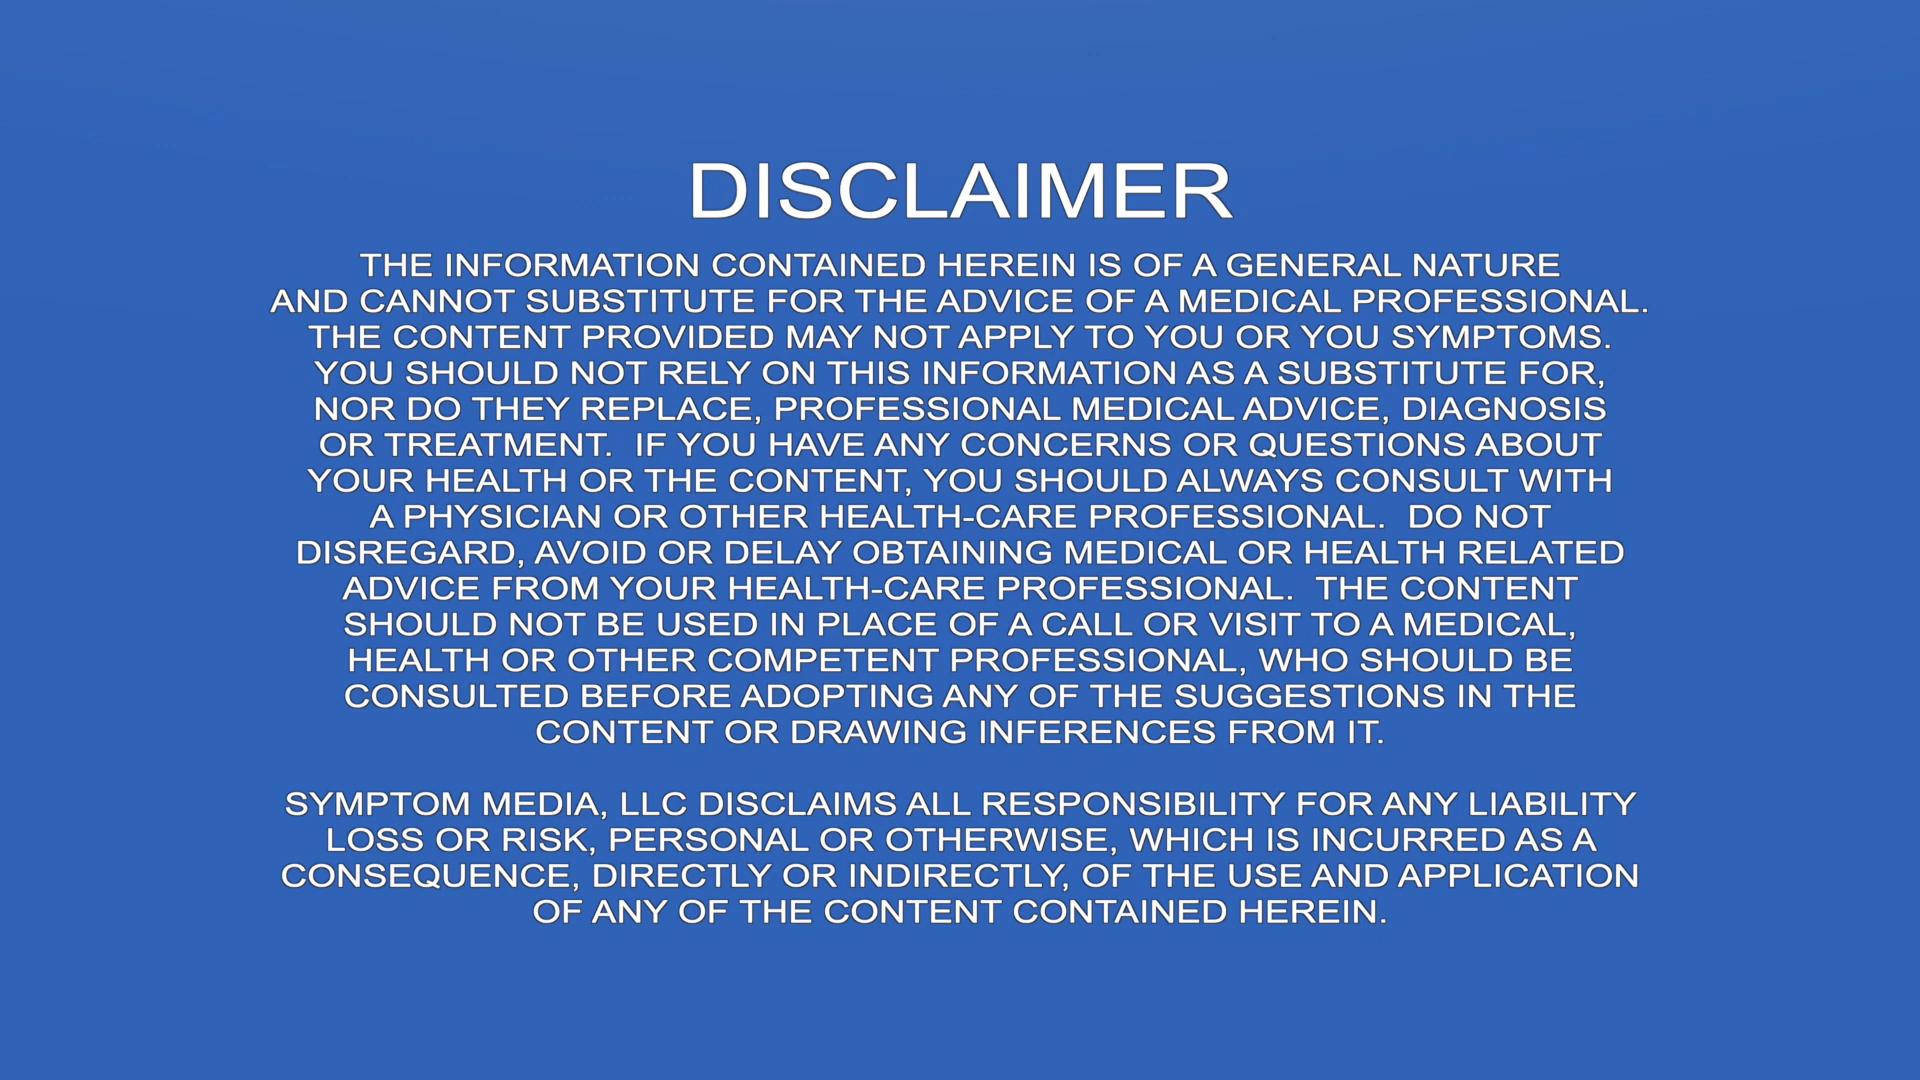 DISCLAIMER
THE INFORMATION CONTAINED HEREIN IS OF A GENERAL NATURE
AND CANNOT SUBSTITUTE FOR THE ADVICE OF A MEDICAL PROFESSIONAL.
THE CONTENT PROVIDED MAY NOT APPLY TO YOU OR YOU SYMPTOMS.
YOU SHOULD NOT RELY ON THIS INFORMATION AS A SUBSTITUTE FOR,
NOR DO THEY REPLACE, PROFESSIONAL MEDICAL ADVICE, DIAGNOSIS
OR TREATMENT.  IF YOU HAVE ANY CONCERNS OR QUESTIONS ABOUT
YOUR HEALTH OR THE CONTENT, YOU SHOULD ALWAYS CONSULT WITH
A PHYSICIAN OR OTHER HEALTH-CARE PROFESSIONAL.  DO NOT
DISREGARD, AVOID OR DELAY OBTAINING MEDICAL OR HEALTH RELATED
ADVICE FROM YOUR HEALTH-CARE PROFESSIONAL.  THE CONTENT
SHOULD NOT BE USED IN PLACE OF A CALL OR VISIT TO A MEDICAL,
HEALTH OR OTHER COMPETENT PROFESSIONAL, WHO SHOULD BE
CONSULTED BEFORE ADOPTING ANY OF THE SUGGESTIONS IN THE
CONTENT OR DRAWING INFERENCES FROM IT.
SYMPTOM MEDIA, LLC DISCLAIMS ALL RESPONSIBILITY FOR ANY LIABILITY
LOSS OR RISK, PERSONAL OR OTHERWISE, WHICH IS INCURRED AS A
CONSEQUENCE, DIRECTLY OR INDIRECTLY, OF THE USE AND APPLICATION
OF ANY OF THE CONTENT CONTAINED HEREIN.